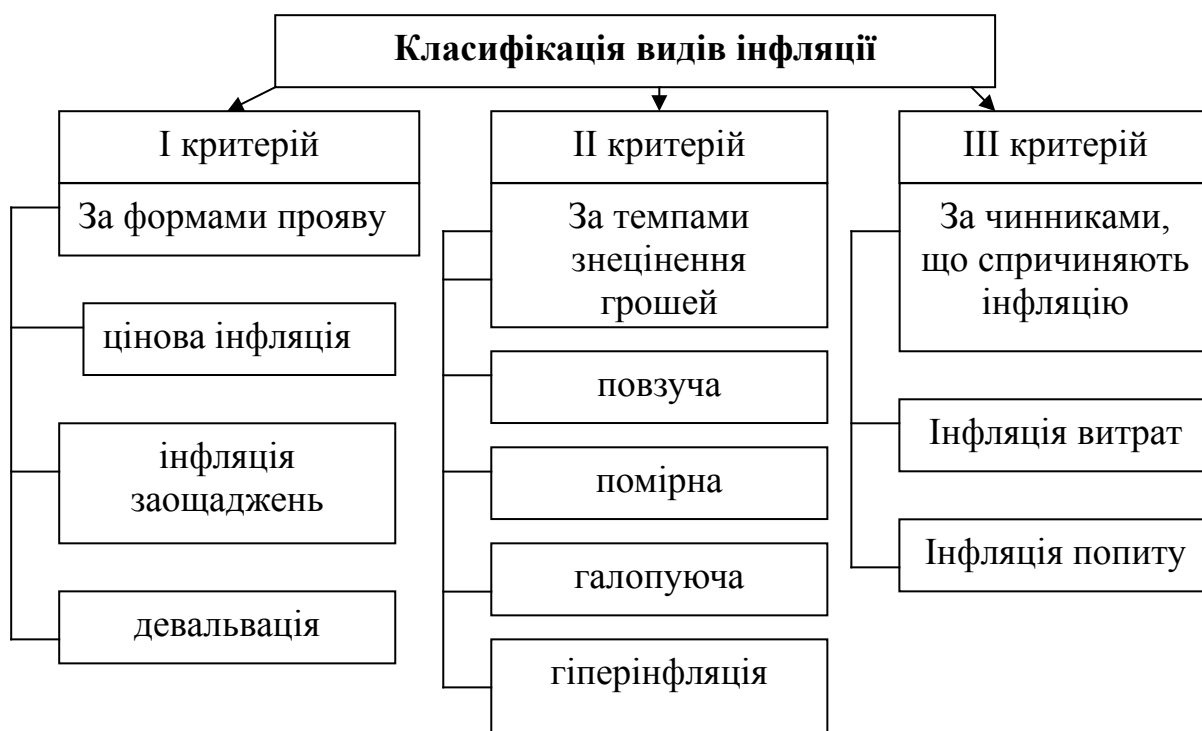 Класифікація видів інфляції
І критерій
За формами прояву
цінова інфляція
інфляція
заощаджень
девальвація
ІІ критерій
За темпами
знецінення
грошей
повзуча
помірна
галопуюча
гіперінфляція
ІІІ критерій
За чинниками,
що спричиняють
інфляцію
Інфляція витрат
Інфляція попиту